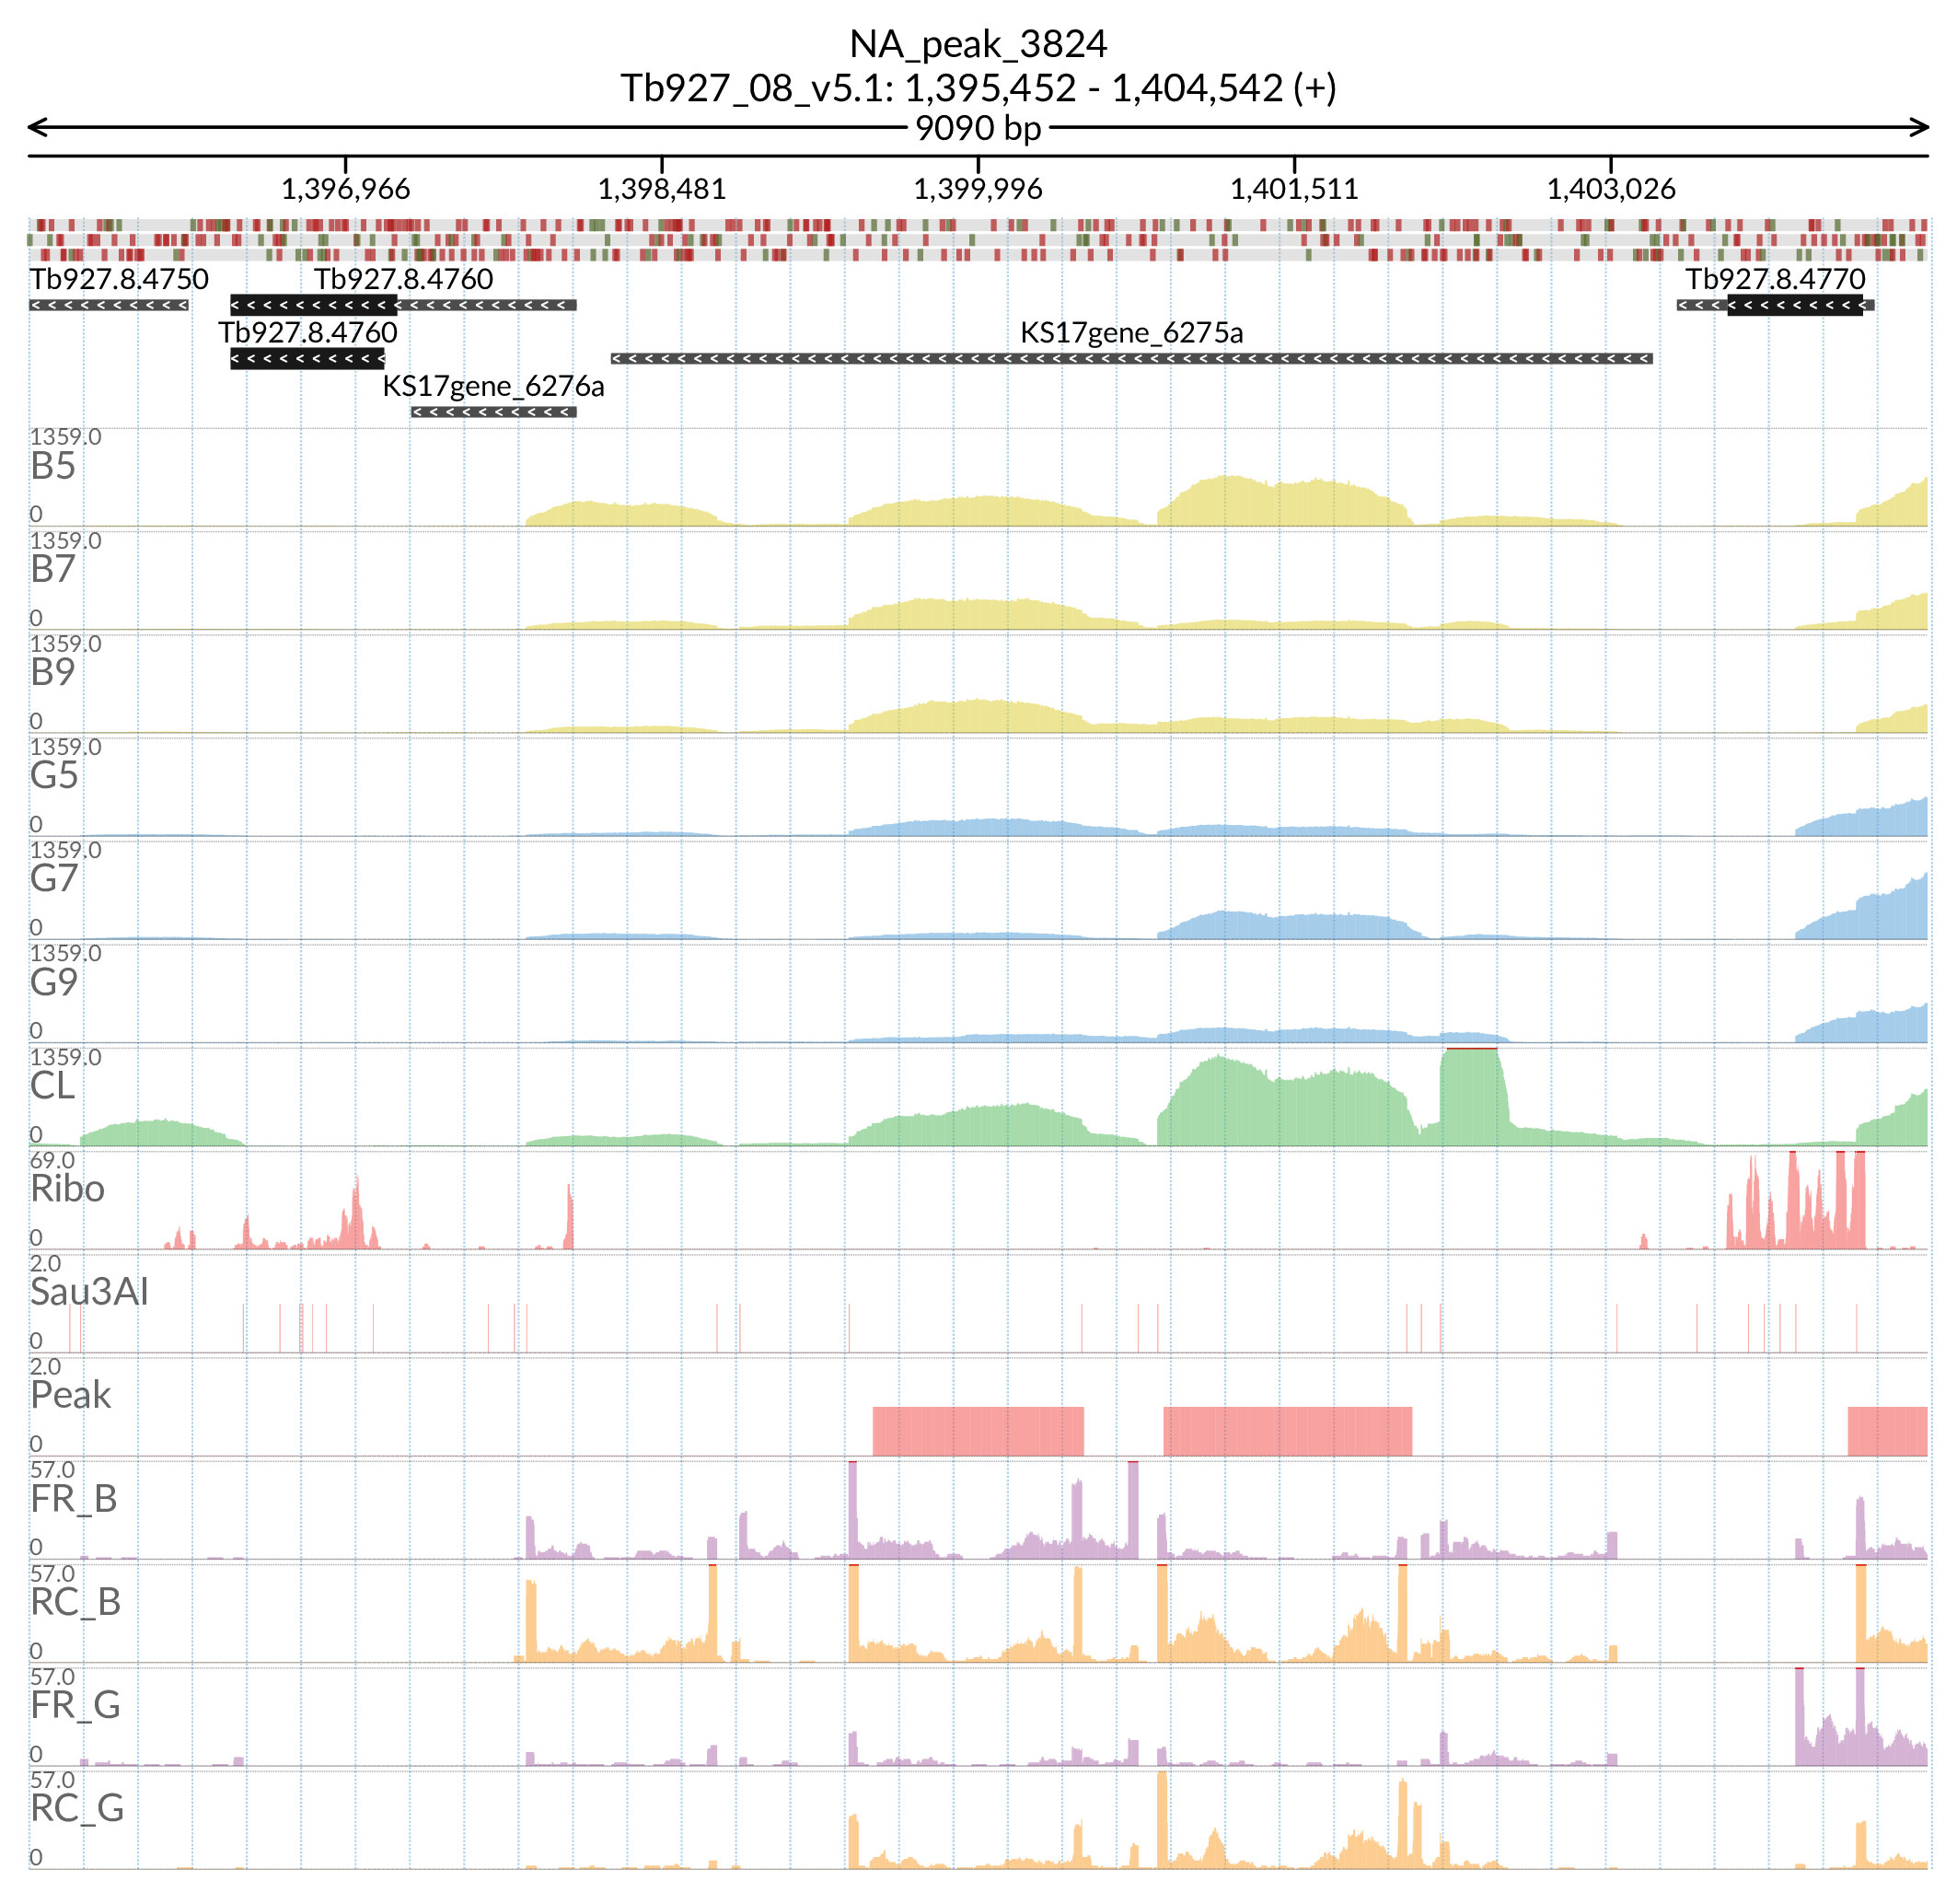 NA_peak_3824
Tb927_08_v5.1: 1,395,452 - 1,404,542 (+)
9090 bp
1,396,966 1,398,481 1,399,996 1,401,511 1,403,026
Tb927.8.4750 Tb927.8.4760 Tb927.8.4770
Tb927.8.4760 KS17gene_6275a
KS17gene_6276a
1359.0
B5
0
1359.0
B7
0
1359.0
B9
0
1359.0
G5
0
1359.0
G7
0
1359.0
G9
0
1359.0
CL
0
69.0
Ribo
0
2.0
Sau3AI
0
2.0
Peak
0
57.0
FR_B
0
57.0
RC_B
0
57.0
FR_G
0
57.0
RC_G
0